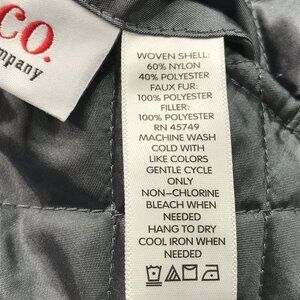 CO.
mpany
WOVEN SHELL:
60% NYLON
40% POLYESTER
FAUX FUR:
100% POLYESTER
FILLER:
100% POLYESTER
RN 45749
MACHINE WASH
COLD WITH
LIKE COLORS
GENTLE CYCLE
ONLY
NON-CHLORINE
BLEACH WHEN
NEEDED
HANG TO DRY
COOL IRON WHEN
NEEDED